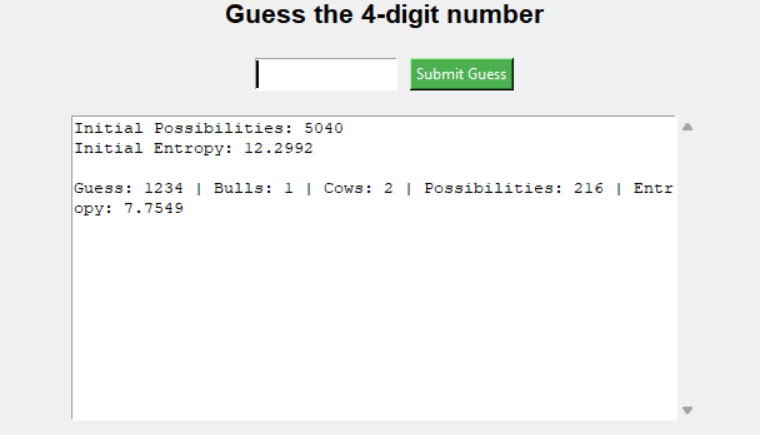 Guess the 4-digit number
Submit Guess
Initial Possibilities: 5040
Initial Entropy: 12.2992
Guess: 1234 | Bulls: 1 | Cows: 2 | Possibilities: 216 | Entr
opy: 7.7549